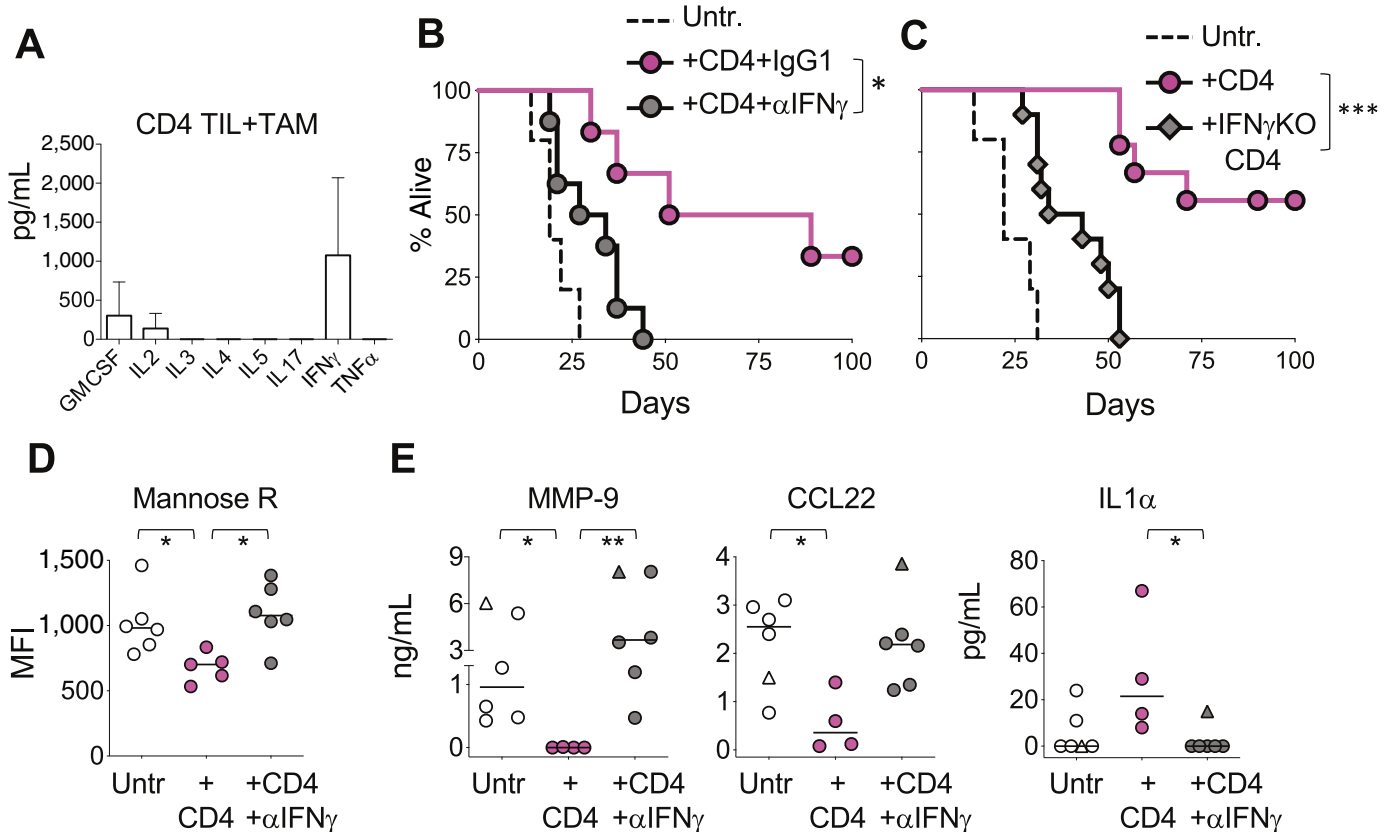 A
CD4 TIL+TAM
pg/mL
2,500
2,000
1,500
1,000
500
0
GMCSF
IL2
IL3
IL4
IL5
IL17
IFNγ
TNFα
B
Untr.
+CD4+IgG1
+CD4+αIFNγ
*
% Alive
100
75
50
25
0
0 25 50 75 100
Days
C
Untr.
+CD4
+IFNγKO
CD4
***
0 25 50 75 100
Days
D
Mannose R
* *
MFI
1,500
1,000
500
0
Untr + +CD4
CD4 +αIFNγ
E
MMP-9
* **
ng/mL
9
6
3
1
0
Untr + +CD4
CD4 +αIFNγ
CCL22
*
4
3
2
1
0
Untr + +CD4
CD4 +αIFNγ
IL1α
*
pg/mL
80
60
40
20
0
Untr + +CD4
CD4 +αIFNγ